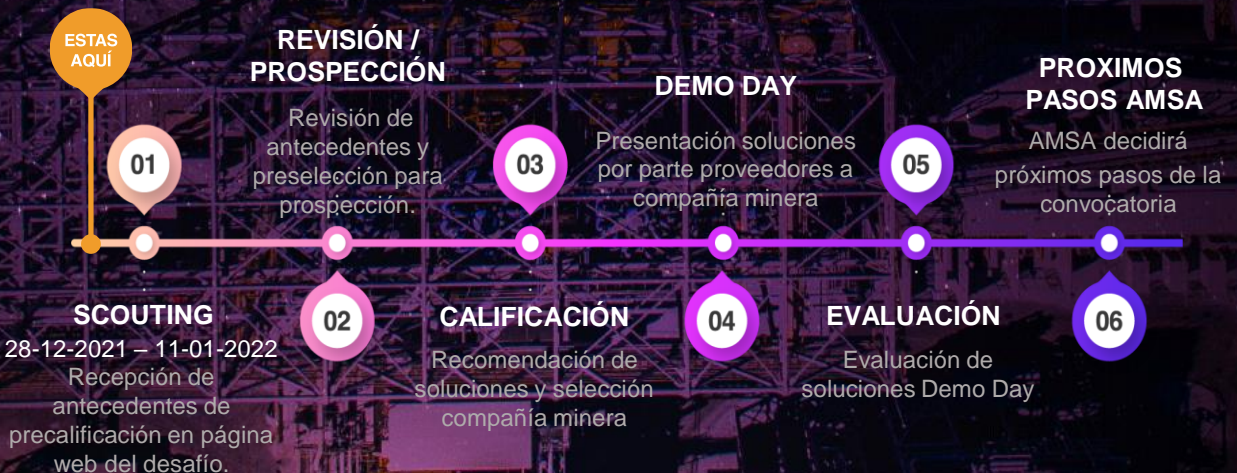 ESTAS
AQUÍ
01
SCOUTING
28-12-2021 – 11-01-2022
Recepción de
antecedentes de
precalificación en página
web del desafío.
REVISIÓN /
PROSPECCIÓN
Revisión de
antecedentes y
preselección para
prospección.
02
03
CALIFICACIÓN
Recomendación de
soluciones y selección
compañía minera
DEMO DAY
Presentación soluciones
por parte proveedores a
compañía minera
04
05
EVALUACIÓN
Evaluación de
soluciones Demo Day
PROXIMOS
PASOS AMSA
AMSA decidirá
próximos pasos de la
convocatoria
06